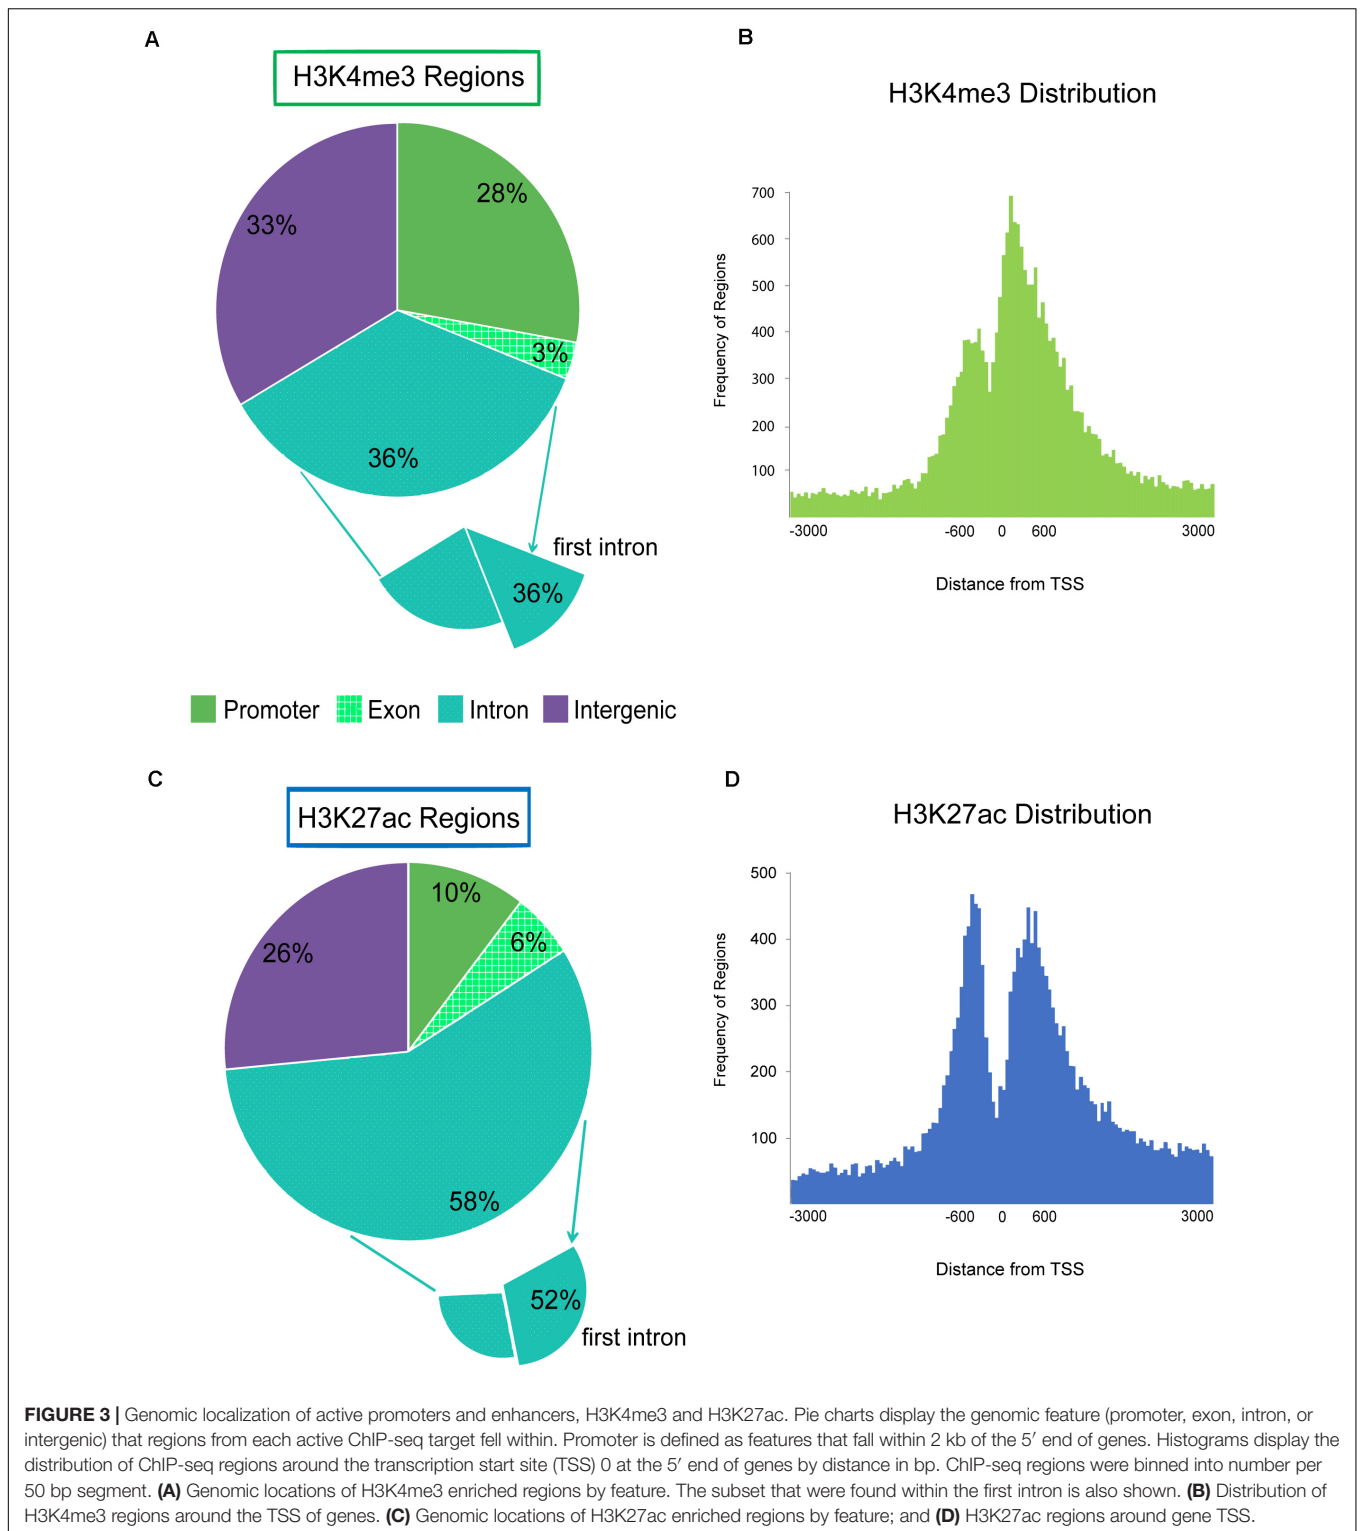 A
H3K4me3 Regions
28%
33%
3%
36%
first intron
36%
B
H3K4me3 Distribution
Frequency of Regions
700
600
500
400
300
200
100
-3000
-600
0
600
3000
Distance from TSS
Promoter
Exon
Intron
Intergenic
C
H3K27ac Regions
10%
6%
26%
58%
52%
first intron
D
H3K27ac Distribution
Frequency of Regions
500
400
300
200
100
-3000
-600
0
600
3000
Distance from TSS
FIGURE 3 | Genomic localization of active promoters and enhancers, H3K4me3 and H3K27ac. Pie charts display the genomic feature (promoter, exon, intron, or
intergenic) that regions from each active ChIP-seq target fell within. Promoter is defined as features that fall within 2 kb of the 5′ end of genes. Histograms display the
distribution of ChIP-seq regions around the transcription start site (TSS) 0 at the 5′ end of genes by distance in bp. ChIP-seq regions were binned into number per
50 bp segment. (A) Genomic locations of H3K4me3 enriched regions by feature. The subset that were found within the first intron is also shown. (B) Distribution of
H3K4me3 regions around the TSS of genes. (C) Genomic locations of H3K27ac enriched regions by feature; and (D) H3K27ac regions around gene TSS.